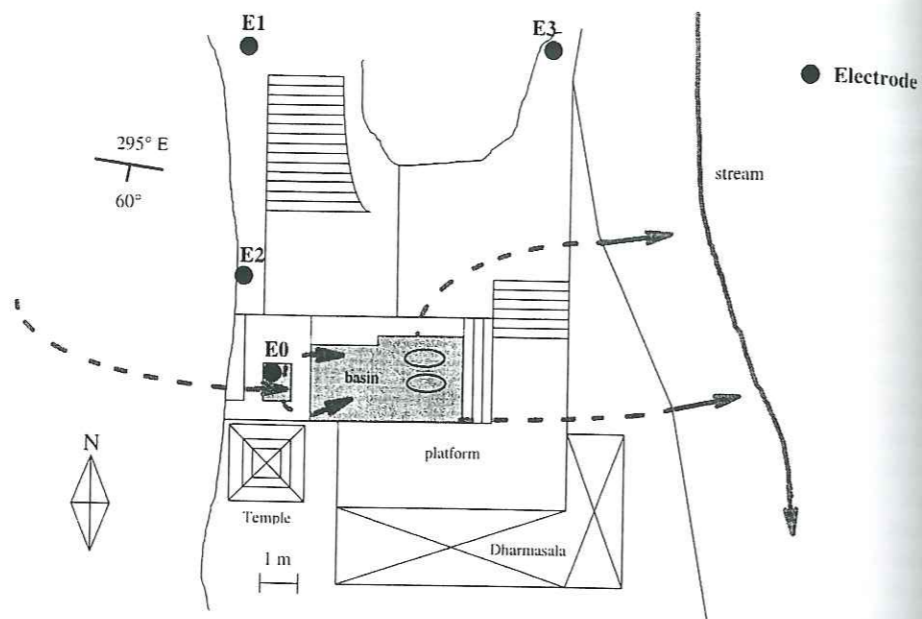 E1
E3
Electrode
295° E
60°
stream
E2
E0
basin
N
platform
Temple
Dharmasala
1 m